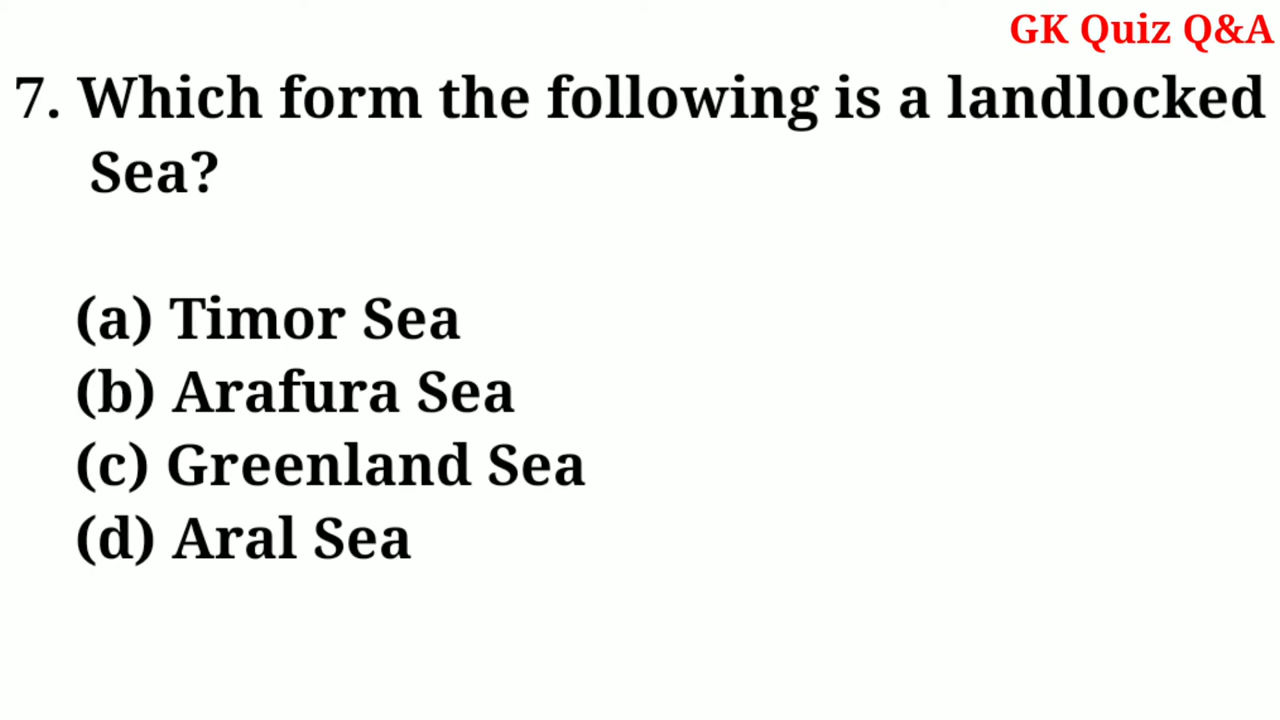 GK Quiz Q&A
7. Which form the following is a landlocked
Sea?
(a) Timor Sea
(b) Arafura Sea
(c) Greenland Sea
(d) Aral Sea